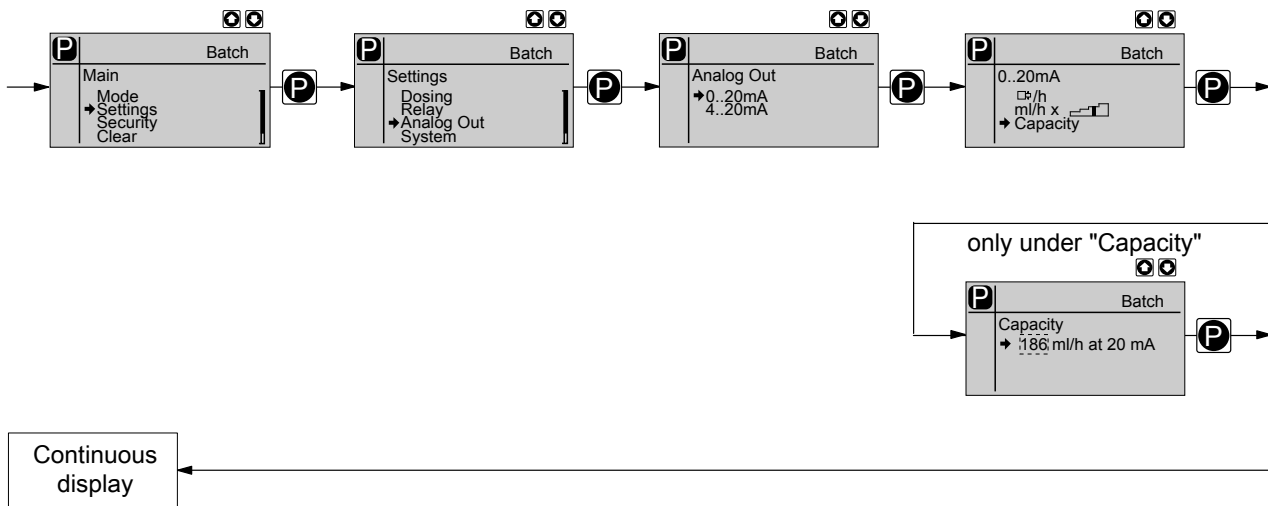 P Batch
Main
Mode
Settings
Security
Clear
P
P Batch
Settings
Dosing
Relay
Analog Out
System
P
P Batch
Analog Out
0..20mA
4..20mA
P
P Batch
0..20mA
/h
ml/h x
Capacity
P
only under "Capacity"
P Batch
Capacity
186 ml/h at 20 mA
P
Continuous
display